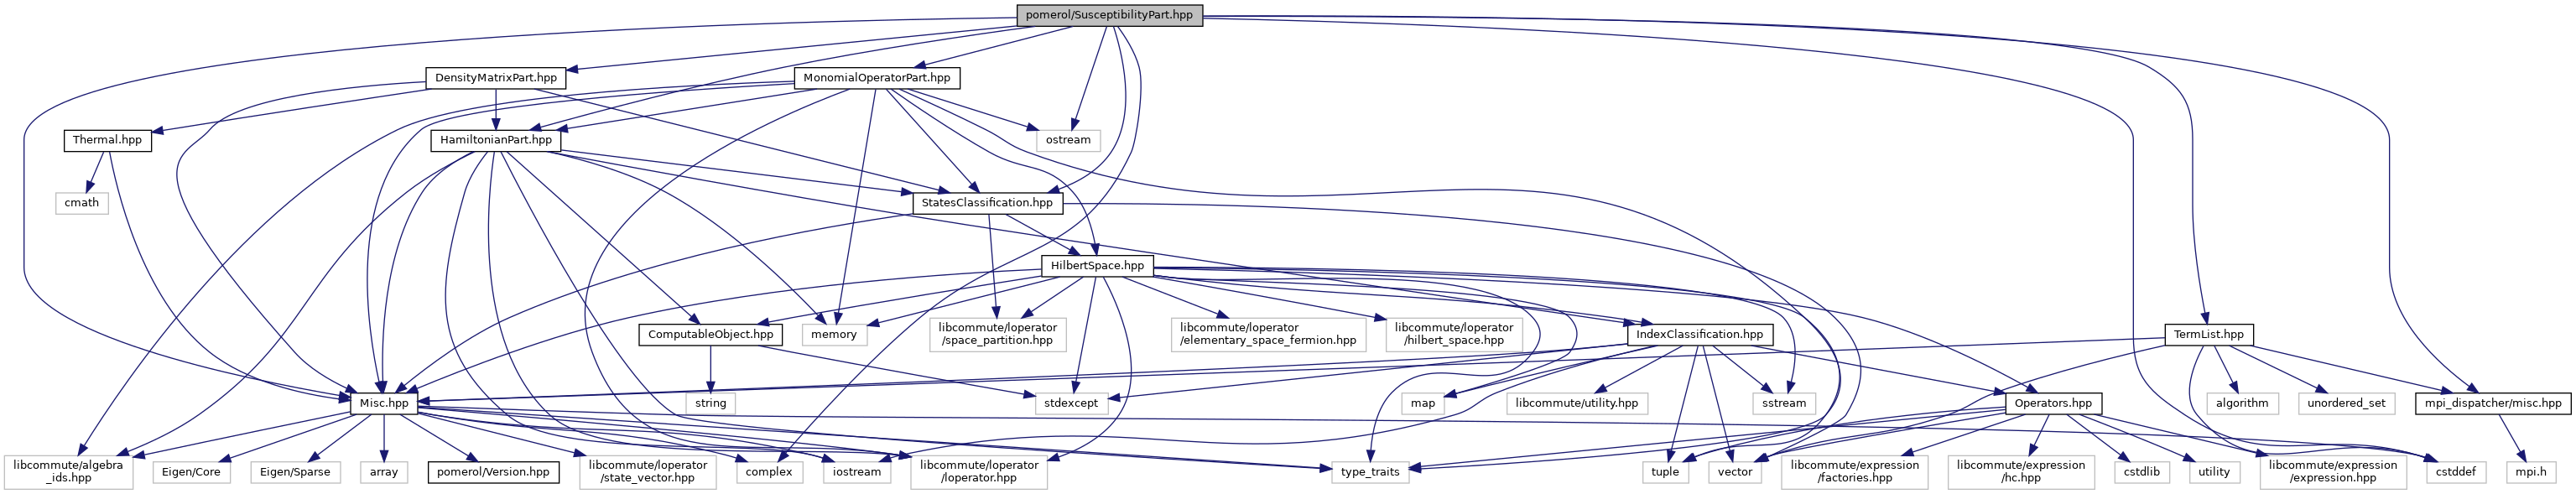 pomerol/SusceptibilityPart.hpp
DensityMatrixPart.hpp
MonomialOperatorPart.hpp
Thermal.hpp
HamiltonianPart.hpp
ostream
cmath
StatesClassification.hpp
HilbertSpace.hpp
ComputableObject.hpp
memory
libcommute/loperator
/space_partition.hpp
libcommute/loperator
/elementary_space_fermion.hpp
libcommute/loperator
/hilbert_space.hpp
IndexClassification.hpp
TermList.hpp
Misc.hpp
string
stdexcept
map
libcommute/utility.hpp
sstream
Operators.hpp
algorithm
unordered_set
mpi_dispatcher/misc.hpp
libcommute/algebra
_ids.hpp
Eigen/Core
Eigen/Sparse
array
pomerol/Version.hpp
libcommute/loperator
/state_vector.hpp
complex
iostream
libcommute/loperator
/loperator.hpp
type_traits
tuple
vector
libcommute/expression
/factories.hpp
libcommute/expression
/hc.hpp
cstdlib
utility
libcommute/expression
/expression.hpp
cstddef
mpi.h